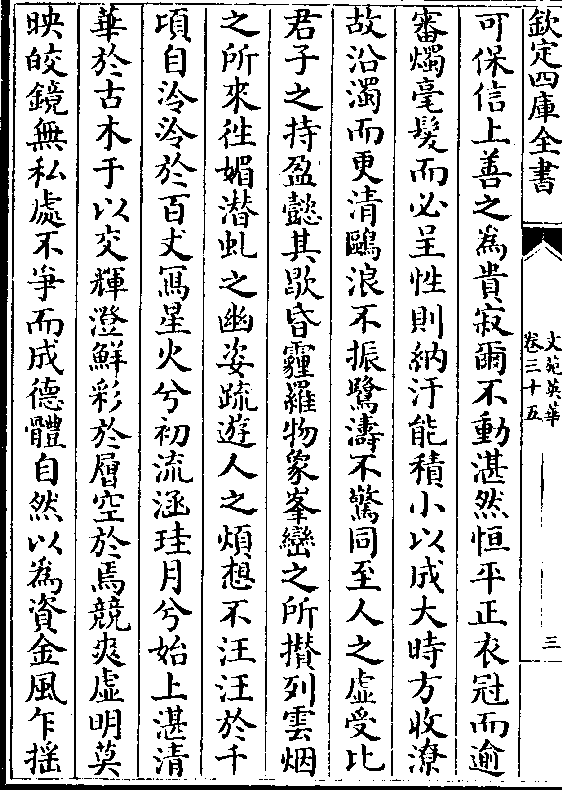 欽定四庫全書
文苑英華
卷三十五
三
可保信上善之為貴寂爾不動湛然恒平正衣冠而逾
審燭毫髮而必呈性則納汙能積小以成大時方收潦
故沿濁而更清鷗浪不振鷺濤不驚同至人之虛受比
君子之持盈懿其歇昏霾羅物象峯巒之所攅列雲烟
之所來徃媚潜虬之幽姿疏遊人之煩想不汪汪於千
頃自泠泠於百丈寫星火兮初流涵珪月兮始上湛清
華於古木于以交輝澄鮮彩於層空於焉競爽虛明莫
映皎鏡無私處不爭而成德體自然以為資金風乍揺